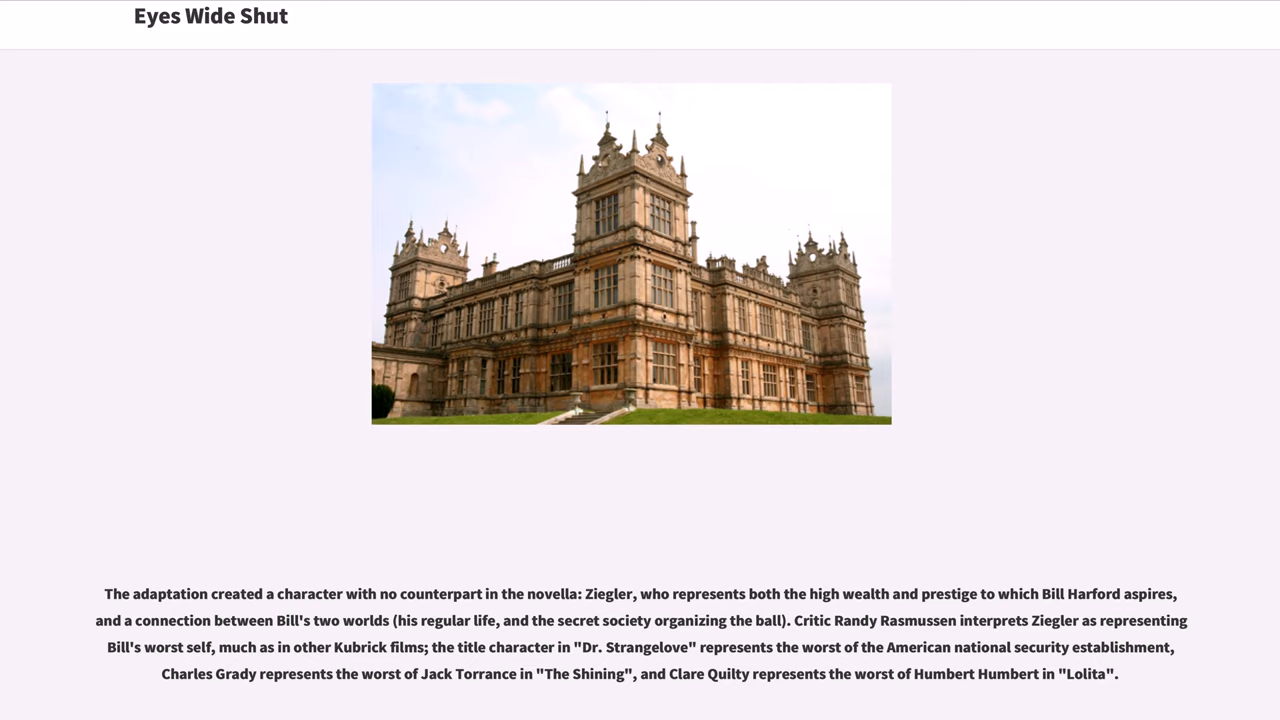 Eyes Wide Shut
The adaptation created a character with no counterpart in the novella: Ziegler, who represents both the high wealth and prestige to which Bill Harford aspires,
and a connection between Bill's two worlds (his regular life, and the secret society organizing the ball). Critic Randy Rasmussen interprets Ziegler as representing
Bill's worst self, much as in other Kubrick films; the title character in "Dr. Strangelove" represents the worst of the American national security establishment,
Charles Grady represents the worst of Jack Torrance in "The Shining", and Clare Quilty represents the worst of Humbert Humbert in "Lolita".